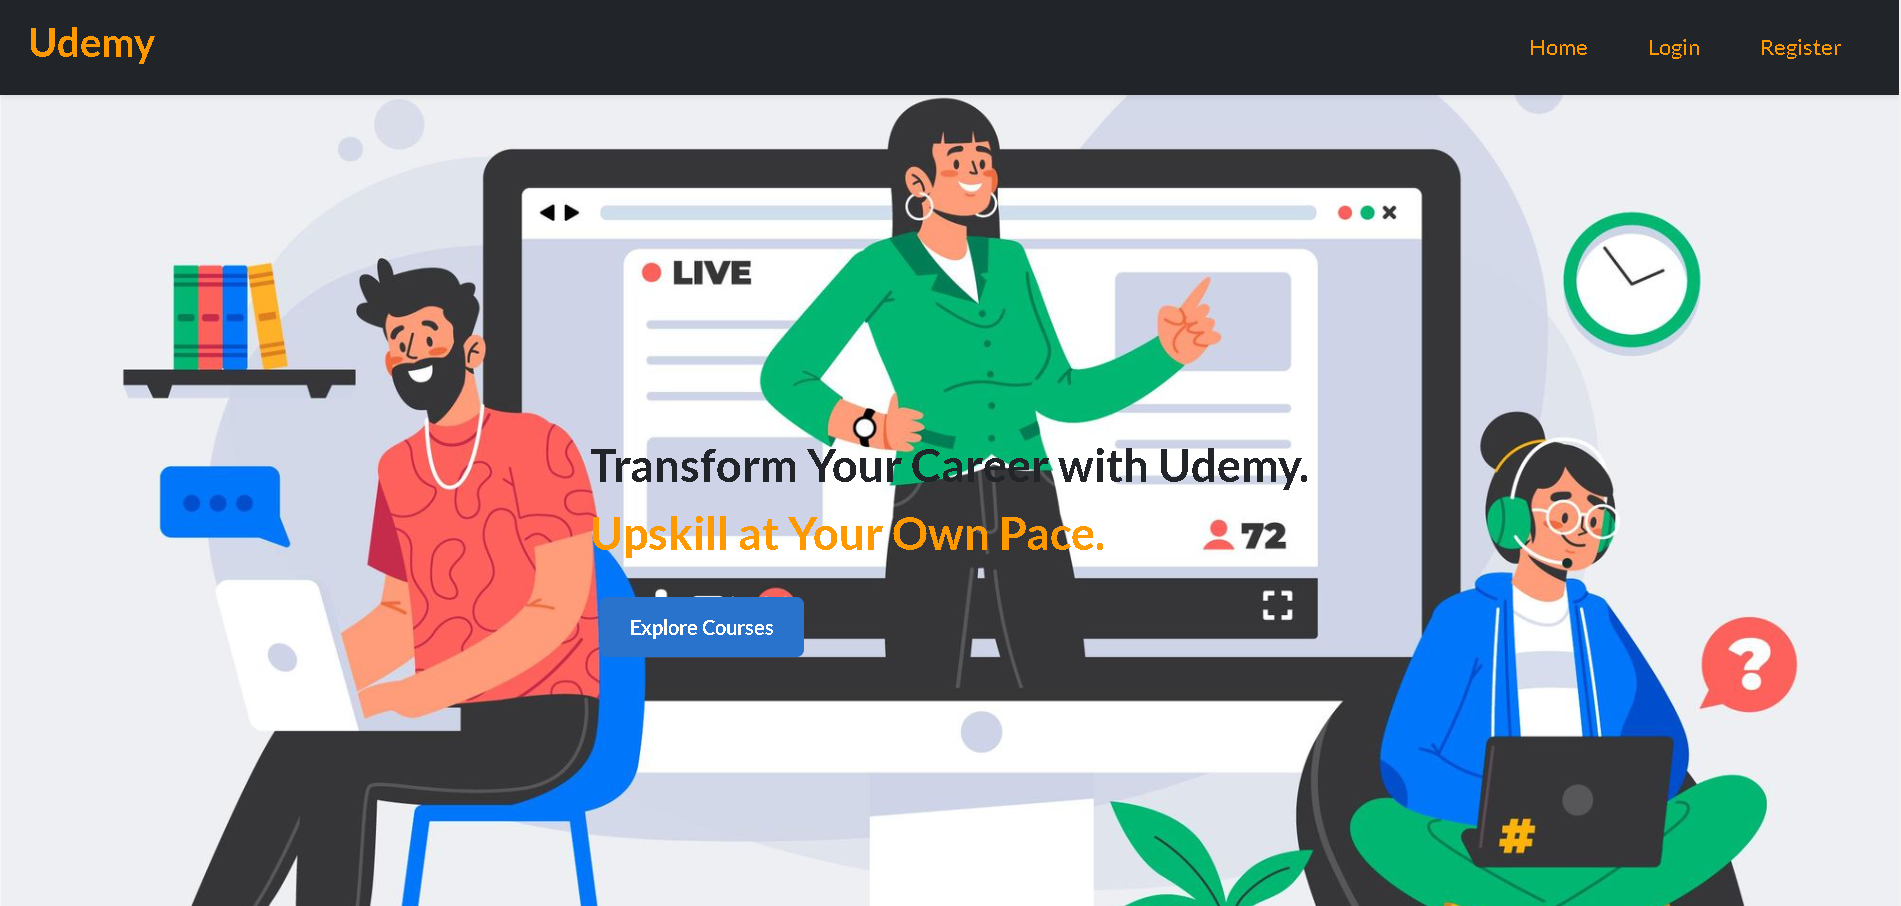 Udemy
Home Login Register
LIVE
Transform Your Career with Udemy.
Upskill at Your Own Pace.
72
Explore Courses
?
#